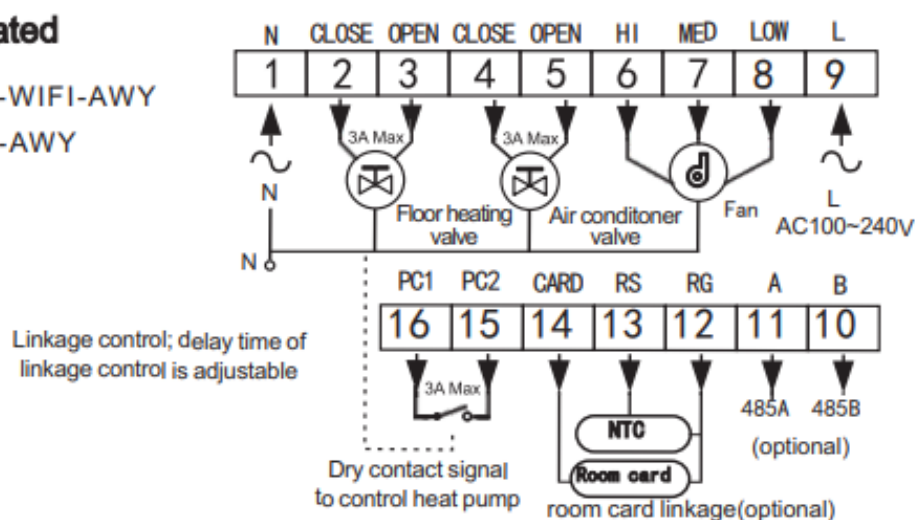 ated
-WIFI-AWY
-AWY
N CLOSE OPEN CLOSE OPEN HI MED LOW L
1 2 3 4 5 6 7 8 9
3A Max 3A Max
N
Floor heating
valve
Air conditoner
valve
Fan
L
AC100~240V
N
PC1 PC2 CARD RS RG A B
16 15 14 13 12 11 10
Linkage control; delay time of
linkage control is adjustable
3A Max
485A 485B
NTC
(optional)
Room card
Dry contact signal
to control heat pump
room card linkage(optional)